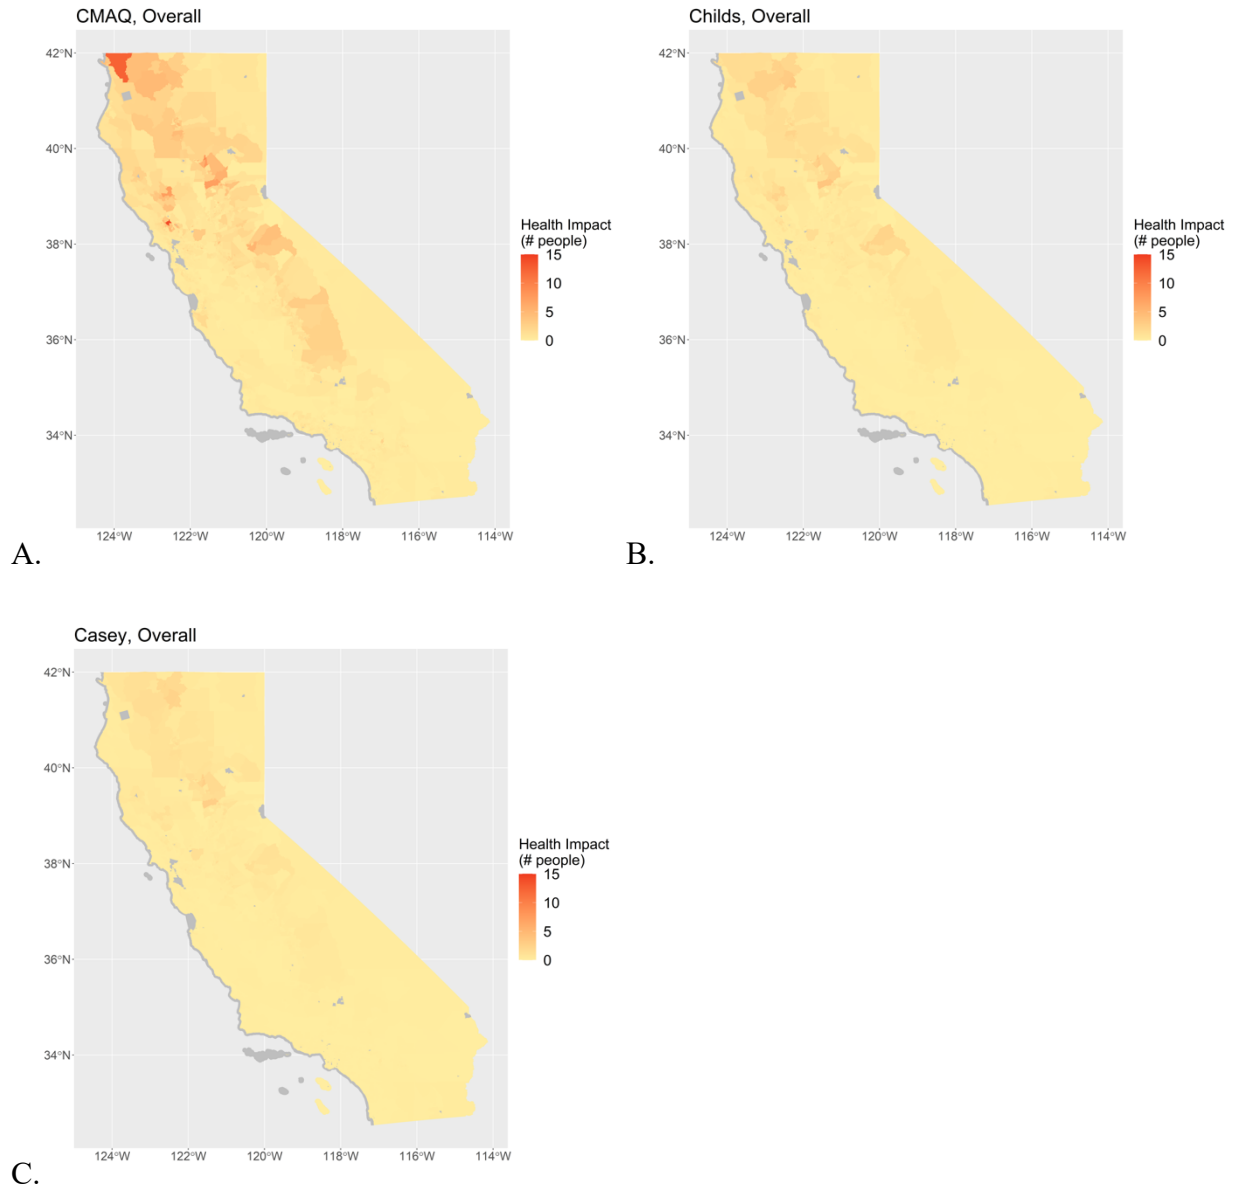 CMAQ, Overall
42°N
40°N
38°N
36°N
34°N
124°W 122°W 120°W 118°W 116°W 114°W
Health Impact
(# people)
15
10
5
0
A.
Childs, Overall
42°N
40°N
38°N
36°N
34°N
124°W 122°W 120°W 118°W 116°W 114°W
Health Impact
(# people)
15
10
5
0
B.
Casey, Overall
42°N
40°N
38°N
36°N
34°N
124°W 122°W 120°W 118°W 116°W 114°W
Health Impact
(# people)
15
10
5
0
C.